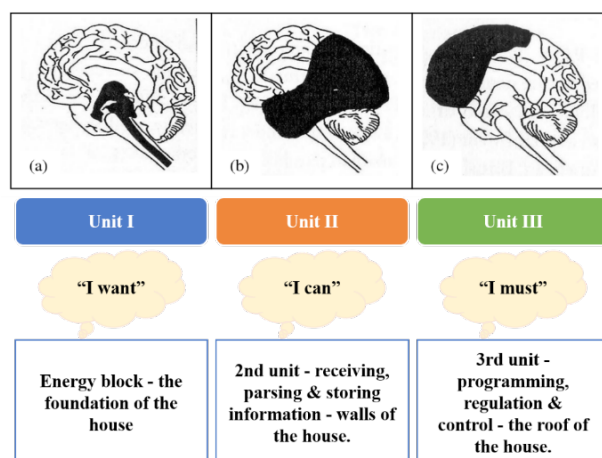 (a)
(b)
(c)
Unit I
Unit II
Unit III
“I want”
“I can”
“I must”
Energy block - the
foundation of the
house
2nd unit - receiving,
parsing & storing
information - walls of
the house.
3rd unit -
programming,
regulation &
control - the roof of
the house.